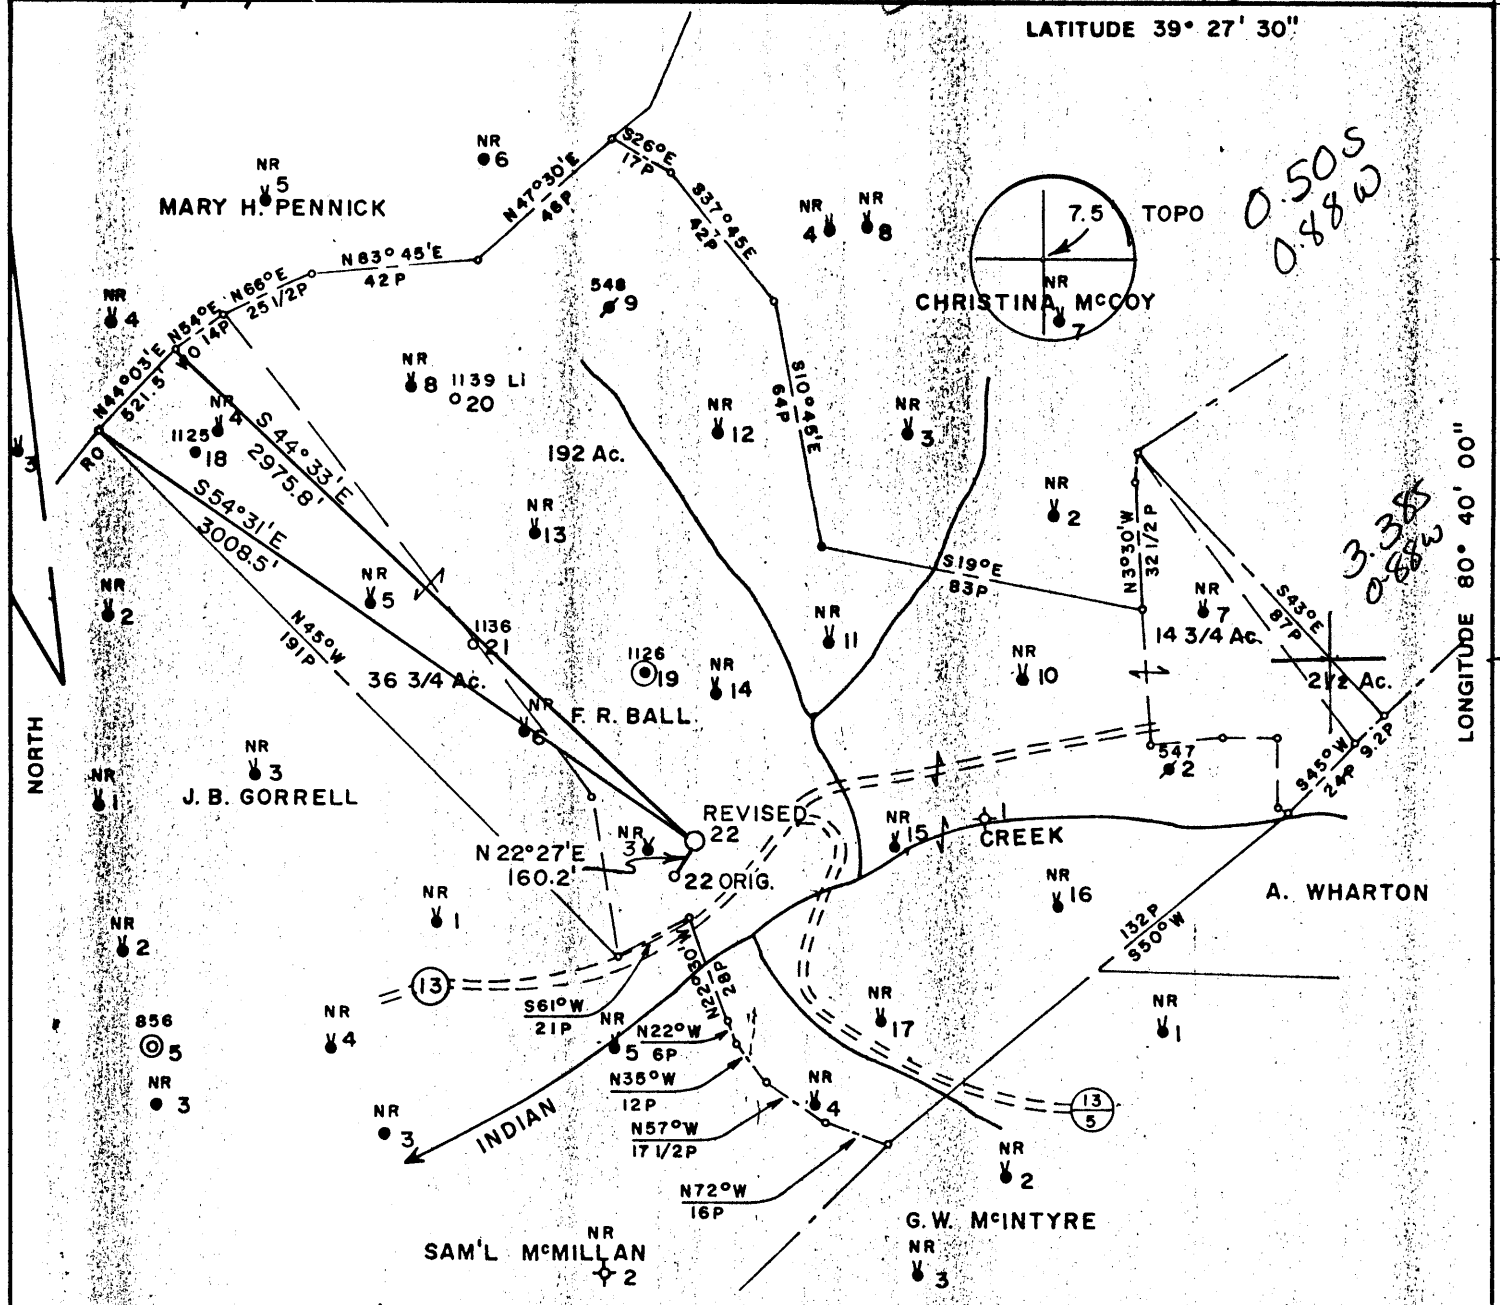 LATITUDE 39° 27' 30"
0.50 S
0.88 W
7.5' TOPO
NR
6
S26°E
17P
NR
5
MARY H. PENNICK
N47°30'E
46P
S37°45'E
42P
NR
4
NR
8
N83°45'E
42P
N66°E
25 1/2P
N54°E
14P
548
9
NR
CHRISTINA McCOY
7
NR
4
N44°03'E
521.5'
WO
NR
8
1139 LI
20
S10°45'E
64P
NR
4
1125
18
3
RO
S44°33'E
2975.8'
192 Ac.
NR
12
NR
3
LONGITUDE 80° 40' 00"
S54°31'E
3008.5'
NR
13
NR
2
N3°30'W
32 1/2 P
3.38S
0.88W
S19°E
83P
NR
5
NR
2
N45°W
191P
1136
21
NR
11
NR
7
14 3/4 Ac.
S43°E
87P
36 3/4 Ac.
1126
19
NR
14
NR
10
2 1/2 Ac.
NR
6
F. R. BALL
NORTH
NR
3
J. B. GORRELL
NR
1
547
2
S45°W
24P
9.2P
REVISED
22
NR
3
NR
15
1
CREEK
N 22°27'E
160.2'
22 ORIG.
NR
16
A. WHARTON
NR
1
NR
2
132P
S50°W
13
N22°30'W
28P
S61°W
21P
NR
5
N22°W
6P
NR
17
NR
1
NR
4
856
5
NR
3
N35°W
12P
NR
4
13
5
NR
3
INDIAN
N57°W
17 1/2P
NR
2
N72°W
16P
G. W. McINTYRE
SAM'L McMILLAN
NR
2
NR
3